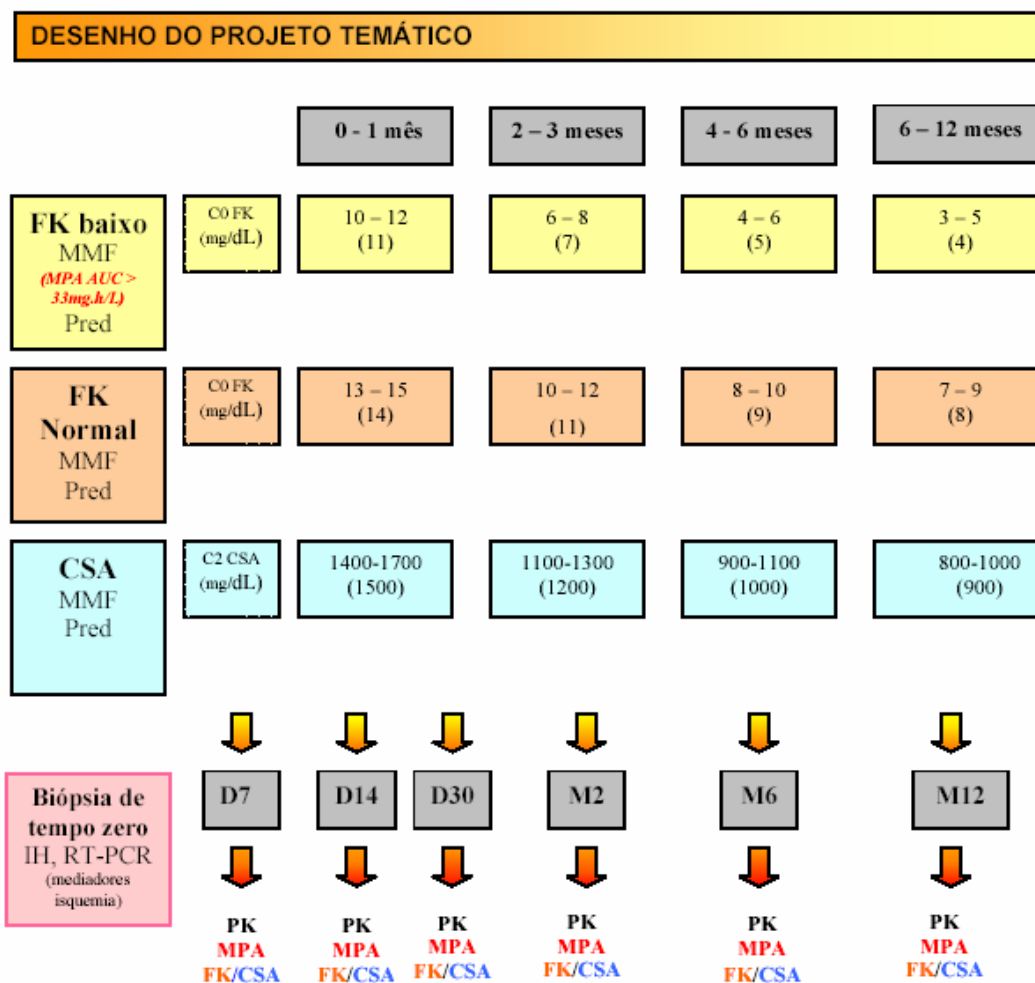 DESENHO DO PROJETO TEMÁTICO
0 - 1 mês
2 – 3 meses
4 - 6 meses
6 – 12 meses
FK baixo
MMF
(MPA AUC >
33mg.h/L)
Pred
C0 FK
(mg/dL)
10 – 12
(11)
6 – 8
(7)
4 – 6
(5)
3 – 5
(4)
FK
Normal
MMF
Pred
C0 FK
(mg/dL)
13 – 15
(14)
10 – 12
(11)
8 – 10
(9)
7 – 9
(8)
CSA
MMF
Pred
C2 CSA
(mg/dL)
1400-1700
(1500)
1100-1300
(1200)
900-1100
(1000)
800-1000
(900)
Biópsia de
tempo zero
IH, RT-PCR
(mediadores
isquemia)
D7
D14
D30
M2
M6
M12
PK
MPA
FK/CSA
PK
MPA
FK/CSA
PK
MPA
FK/CSA
PK
MPA
FK/CSA
PK
MPA
FK/CSA
PK
MPA
FK/CSA